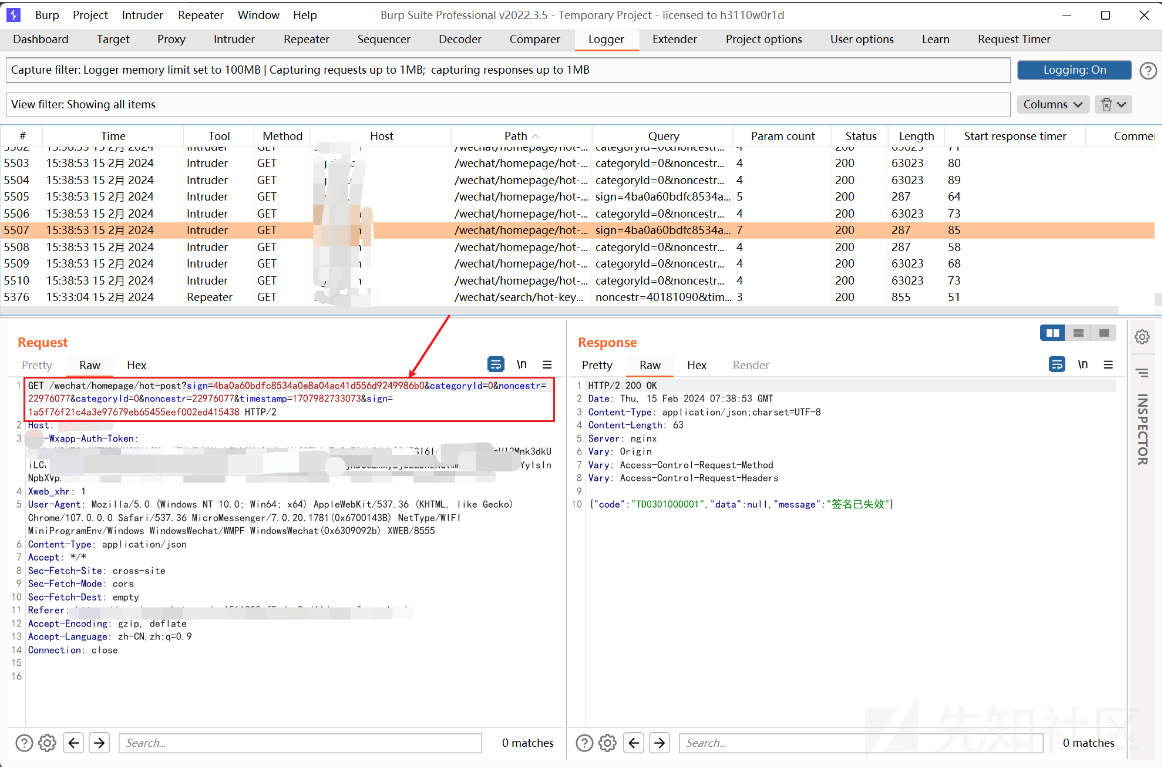 Burp Project Intruder Repeater Window Help Burp Suite Professional v2022.3.5 - Temporary Project - licensed to h3110w0r1d
Dashboard Target Proxy Intruder Repeater Sequencer Decoder Comparer Logger Extender Project options User options Learn Request Timer
Capture filter: Logger memory limit set to 100MB | Capturing requests up to 1MB; capturing responses up to 1MB Logging: On
View filter: Showing all items Columns
# Time Tool Method Host Path Query Param count Status Length Start response timer Comme
5502 15:38:53 15 2月 2024 Intruder GET /wechat/homepage/hot-... categoryId=0&noncestr... 4 200 63023 71
5503 15:38:53 15 2月 2024 Intruder GET /wechat/homepage/hot-... categoryId=0&noncestr... 4 200 63023 80
5504 15:38:53 15 2月 2024 Intruder GET /wechat/homepage/hot-... categoryId=0&noncestr... 4 200 63023 89
5505 15:38:53 15 2月 2024 Intruder GET /wechat/homepage/hot-... sign=4ba0a60bdfc8534a... 5 200 287 64
5506 15:38:53 15 2月 2024 Intruder GET /wechat/homepage/hot-... categoryId=0&noncestr... 4 200 63023 73
5507 15:38:53 15 2月 2024 Intruder GET /wechat/homepage/hot-... sign=4ba0a60bdfc8534a... 7 200 287 85
5508 15:38:53 15 2月 2024 Intruder GET /wechat/homepage/hot-... categoryId=0&noncestr... 4 200 287 58
5509 15:38:53 15 2月 2024 Intruder GET /wechat/homepage/hot-... categoryId=0&noncestr... 4 200 63023 68
5510 15:38:53 15 2月 2024 Intruder GET /wechat/homepage/hot-... categoryId=0&noncestr... 4 200 63023 73
5376 15:33:04 15 2月 2024 Repeater GET /wechat/search/hot-key... noncestr=40181090&tim... 3 200 855 51
Request
Pretty Raw Hex \n
1 GET /wechat/homepage/hot-post?sign=4ba0a60bdfc8534a0e8a04ac41d556d9249986b0&categoryId=0&noncestr=
22976077&categoryId=0&noncestr=22976077&timestamp=1707982733073&sign=
1a5f76f21c4a3e97679eb65455eef002ed415438 HTTP/2
2 Host:
3 -Wxapp-Auth-Token:
NpbXVp
4 Xweb_xhr: 1
5 User-Agent: Mozilla/5.0 (Windows NT 10.0; Win64; x64) AppleWebKit/537.36 (KHTML, like Gecko)
Chrome/107.0.0.0 Safari/537.36 MicroMessenger/7.0.20.1781(0x6700143B) NetType/WIFI
MiniProgramEnv/Windows WindowsWechat/WMPF WindowsWechat(0x6309092b) XWEB/8555
6 Content-Type: application/json
7 Accept: */*
8 Sec-Fetch-Site: cross-site
9 Sec-Fetch-Mode: cors
10 Sec-Fetch-Dest: empty
11 Referer:
12 Accept-Encoding: gzip, deflate
13 Accept-Language: zh-CN,zh;q=0.9
14 Connection: close
15
16
Search... 0 matches
Response
Pretty Raw Hex Render \n
1 HTTP/2 200 OK
2 Date: Thu, 15 Feb 2024 07:38:53 GMT
3 Content-Type: application/json;charset=UTF-8
4 Content-Length: 63
5 Server: nginx
6 Vary: Origin
7 Vary: Access-Control-Request-Method
8 Vary: Access-Control-Request-Headers
9
10 {"code":"TD0301000001","data":null,"message":"签名已失效"}
Search... 0 matches
INSPECTOR
先知社区